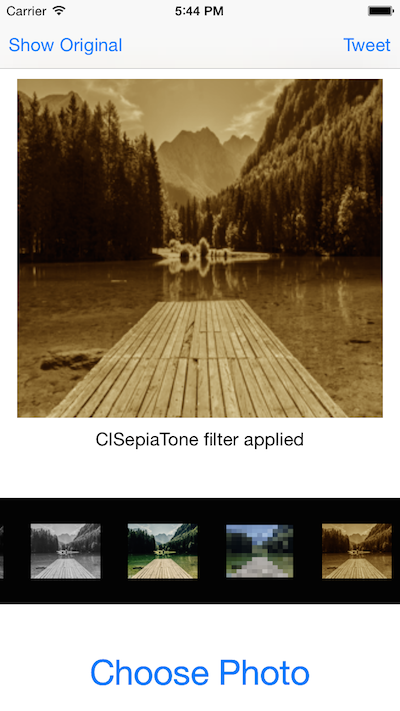 Carrier 5:44 PM
Show Original Tweet
CISepiaTone filter applied
Choose Photo